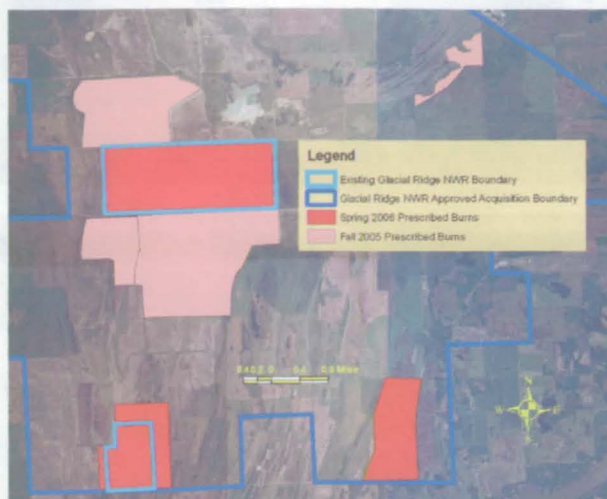 Legend
Existing Glacial Ridge NWR Boundary
Glacial Ridge NWR Approved Acquisition Boundary
Spring 2006 Prescribed Burns
Fall 2005 Prescribed Burns
N
W
E
S